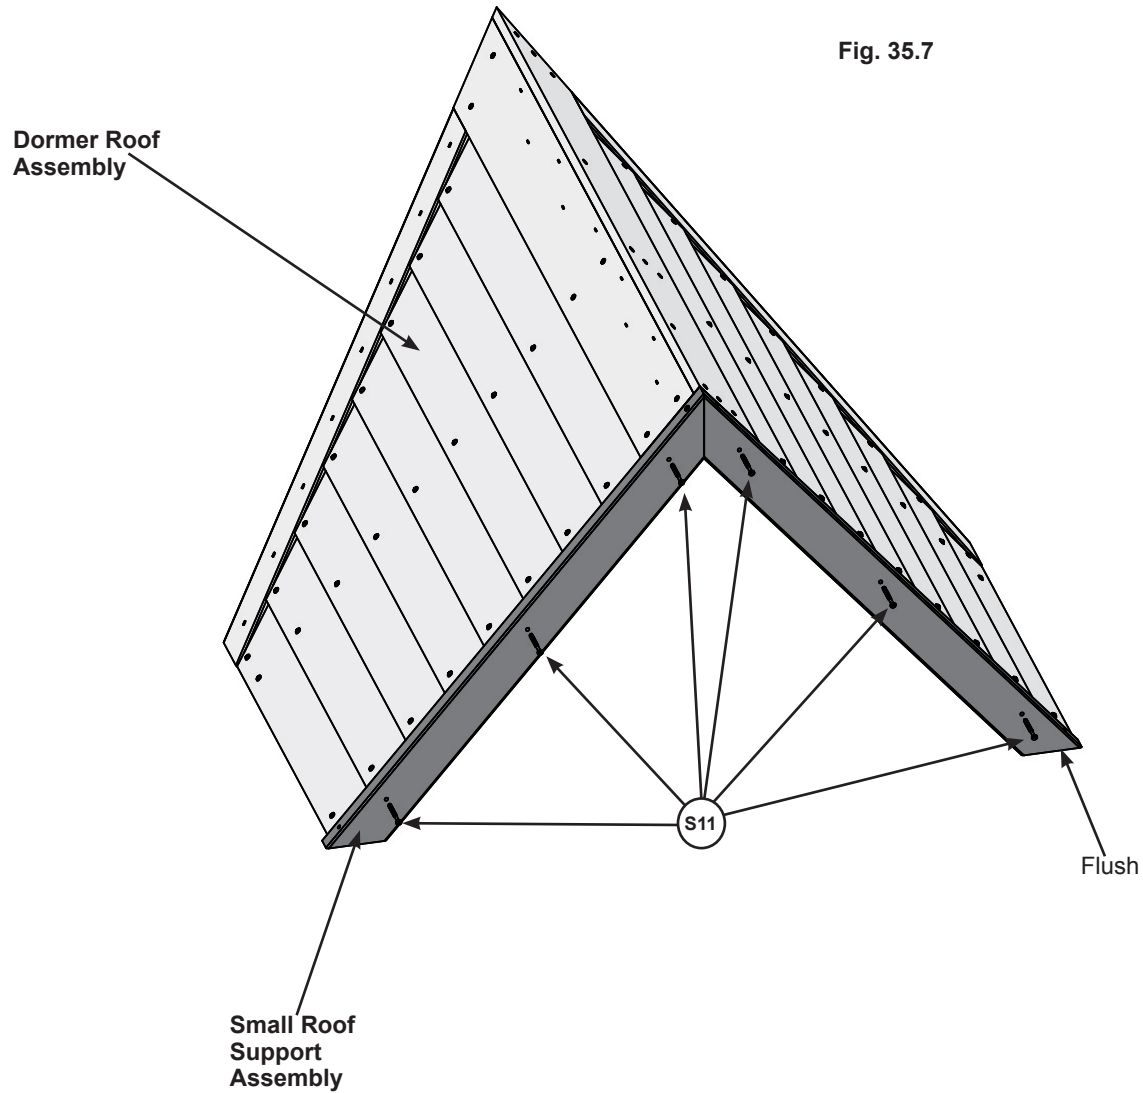 Fig. 35.7
Dormer Roof
Assembly
S11
Flush
Small Roof
Support
Assembly